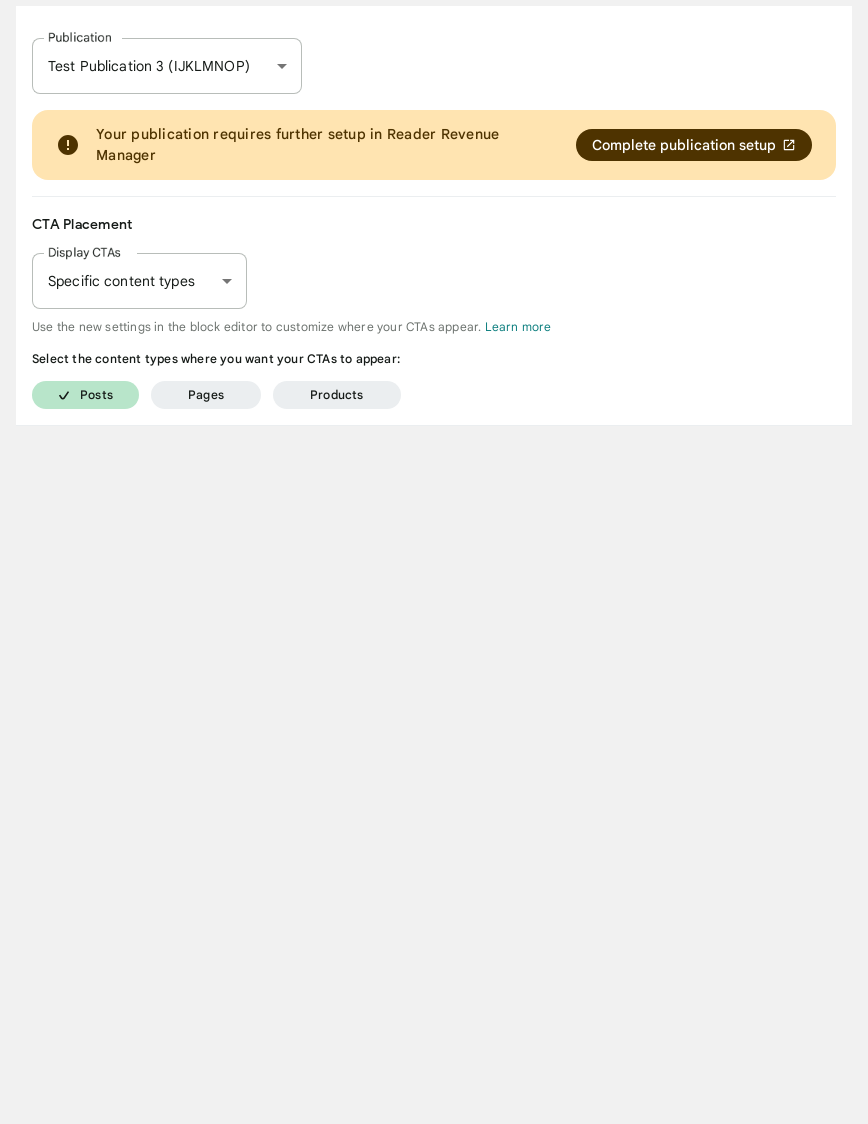 Publication
Test Publication 3 (IJKLMNOP)
Your publication requires further setup in Reader Revenue
Manager
Complete publication setup
CTA Placement
Display CTAs
Specific content types
Use the new settings in the block editor to customize where your CTAs appear. Learn more
Select the content types where you want your CTAs to appear:
Posts
Pages
Products